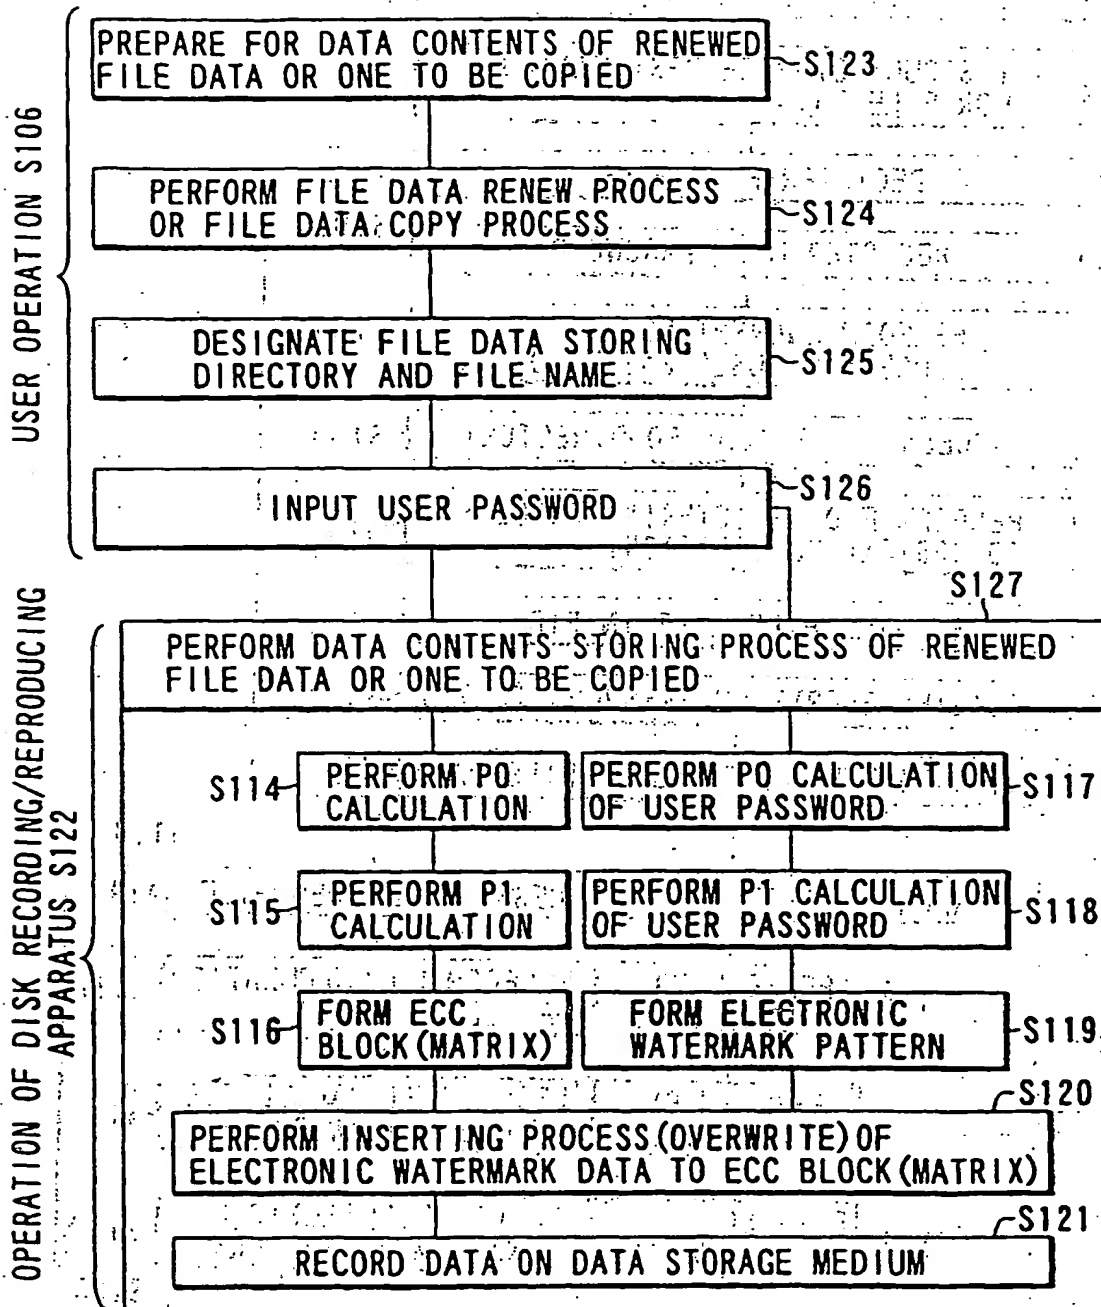 USER OPERATION S106
PREPARE FOR DATA CONTENTS OF RENEWED
FILE DATA OR ONE TO BE COPIED
S123
PERFORM FILE DATA RENEW PROCESS
OR FILE DATA COPY PROCESS
S124
DESIGNATE FILE DATA STORING
DIRECTORY AND FILE NAME
S125
INPUT USER PASSWORD
S126
OPERATION OF DISK RECORDING/REPRODUCING
APPARATUS S122
S127
PERFORM DATA CONTENTS STORING PROCESS OF RENEWED
FILE DATA OR ONE TO BE COPIED
S114
PERFORM PO
CALCULATION
PERFORM PO CALCULATION
OF USER PASSWORD
S117
S115
PERFORM P1
CALCULATION
PERFORM P1 CALCULATION
OF USER PASSWORD
S118
S116
FORM ECC
BLOCK(MATRIX)
FORM ELECTRONIC
WATERMARK PATTERN
S119
S120
PERFORM INSERTING PROCESS(OVERWRITE)OF
ELECTRONIC WATERMARK DATA TO ECC BLOCK(MATRIX)
S121
RECORD DATA ON DATA STORAGE MEDIUM